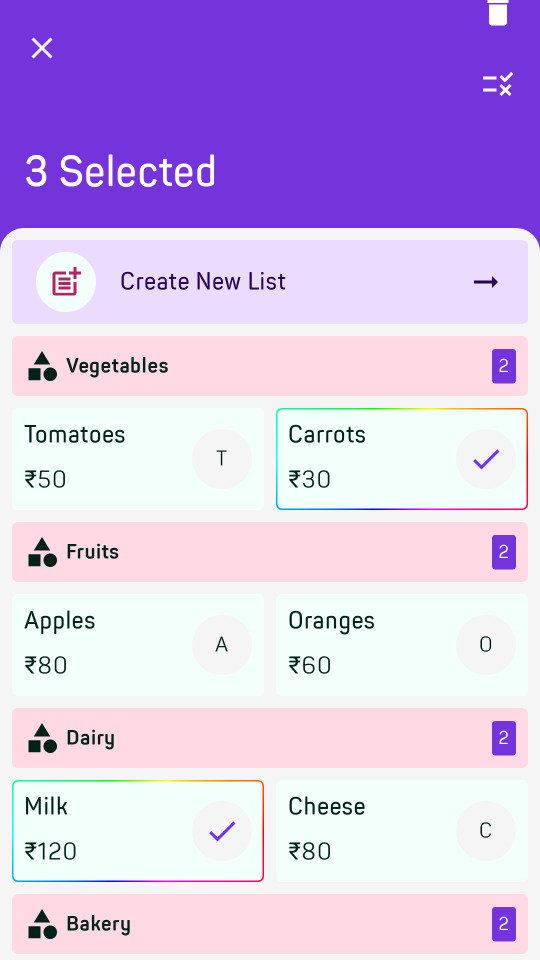 3 Selected
Create New List
Vegetables 2
Tomatoes
₹50
T
Carrots
₹30
Fruits 2
Apples
₹80
A
Oranges
₹60
O
Dairy 2
Milk
₹120
Cheese
₹80
C
Bakery 2